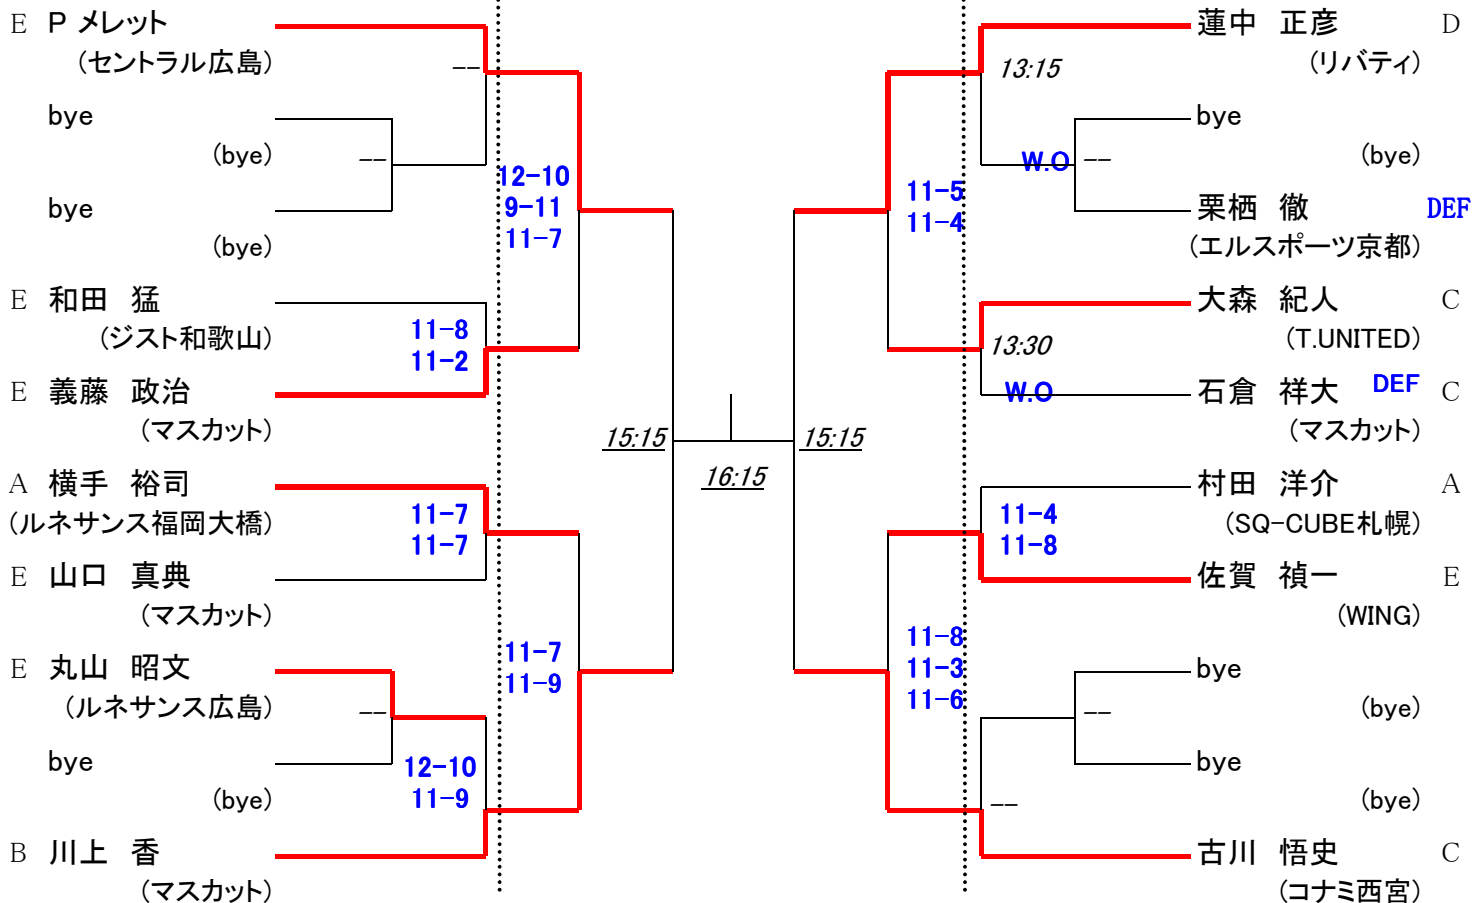 E P メレット
(セントラル広島)
--
bye
(bye)
--
bye
(bye)
12-10
9-11
11-7
E 和田 猛
(ジスト和歌山)
11-8
11-2
E 義藤 政治
(マスカット)
A 横手 裕司
(ルネサンス福岡大橋)
11-7
11-7
E 山口 真典
(マスカット)
11-7
11-9
E 丸山 昭文
(ルネサンス広島)
--
bye
(bye)
12-10
11-9
B 川上 香
(マスカット)
15:15
16:15
15:15
蓮中 正彦 D
(リバティ)
13:15
bye
(bye)
W.O --
栗栖 徹 DEF
(エルスポーツ京都)
11-5
11-4
大森 紀人 C
(T.UNITED)
13:30
W.O
石倉 祥大 DEF C
(マスカット)
村田 洋介 A
(SQ-CUBE札幌)
11-4
11-8
佐賀 禎一 E
(WING)
11-8
11-3
11-6
bye
(bye)
--
bye
(bye)
--
古川 悟史 C
(コナミ西宮)